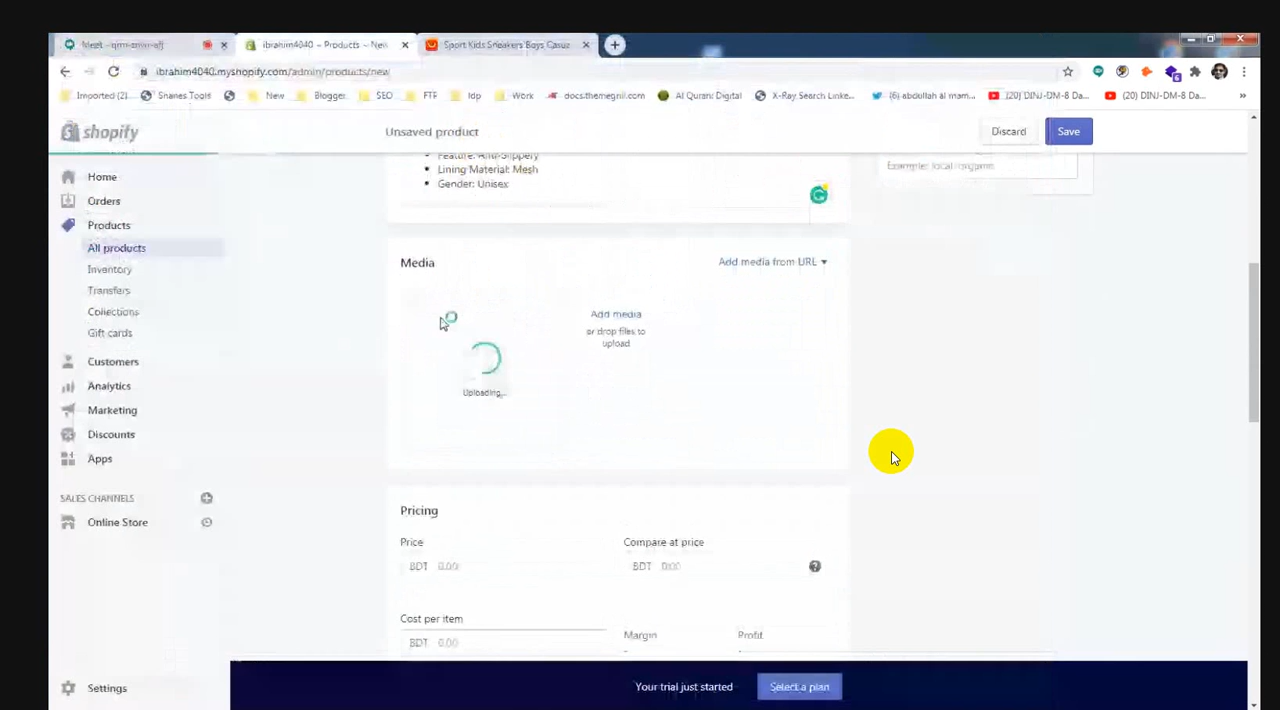 Sport Kids Sneakers Boys Casua
ibrahim4040 ~ Products ~ New
ibrahim4040.myshopify.com/admin/products/new
Imported (2)
Shanes Tools
New
Blogger
SEO
FTP
Idp
Work
docs.themegrill.com
Al Quran: Digital
X-Ray Search Linke...
(6) abdullah al mam...
(20) DINJ-DM-8 Da...
(20) DINJ-DM-8 Da...
»
shopify
Unsaved product
Discard
Save
Home
Orders
Products
All products
Inventory
Transfers
Collections
Gift cards
Customers
Analytics
Marketing
Discounts
Apps
SALES CHANNELS
Online Store
Settings
Feature: Anti-Slippery
Lining Material: Mesh
Gender: Unisex
Media
Add media from URL
Uploading...
Add media
or drop files to
upload
Pricing
Price
Compare at price
BDT 0.00
BDT 0.00
Cost per item
Margin
Profit
BDT 0.00
-
-
Your trial just started
Select a plan